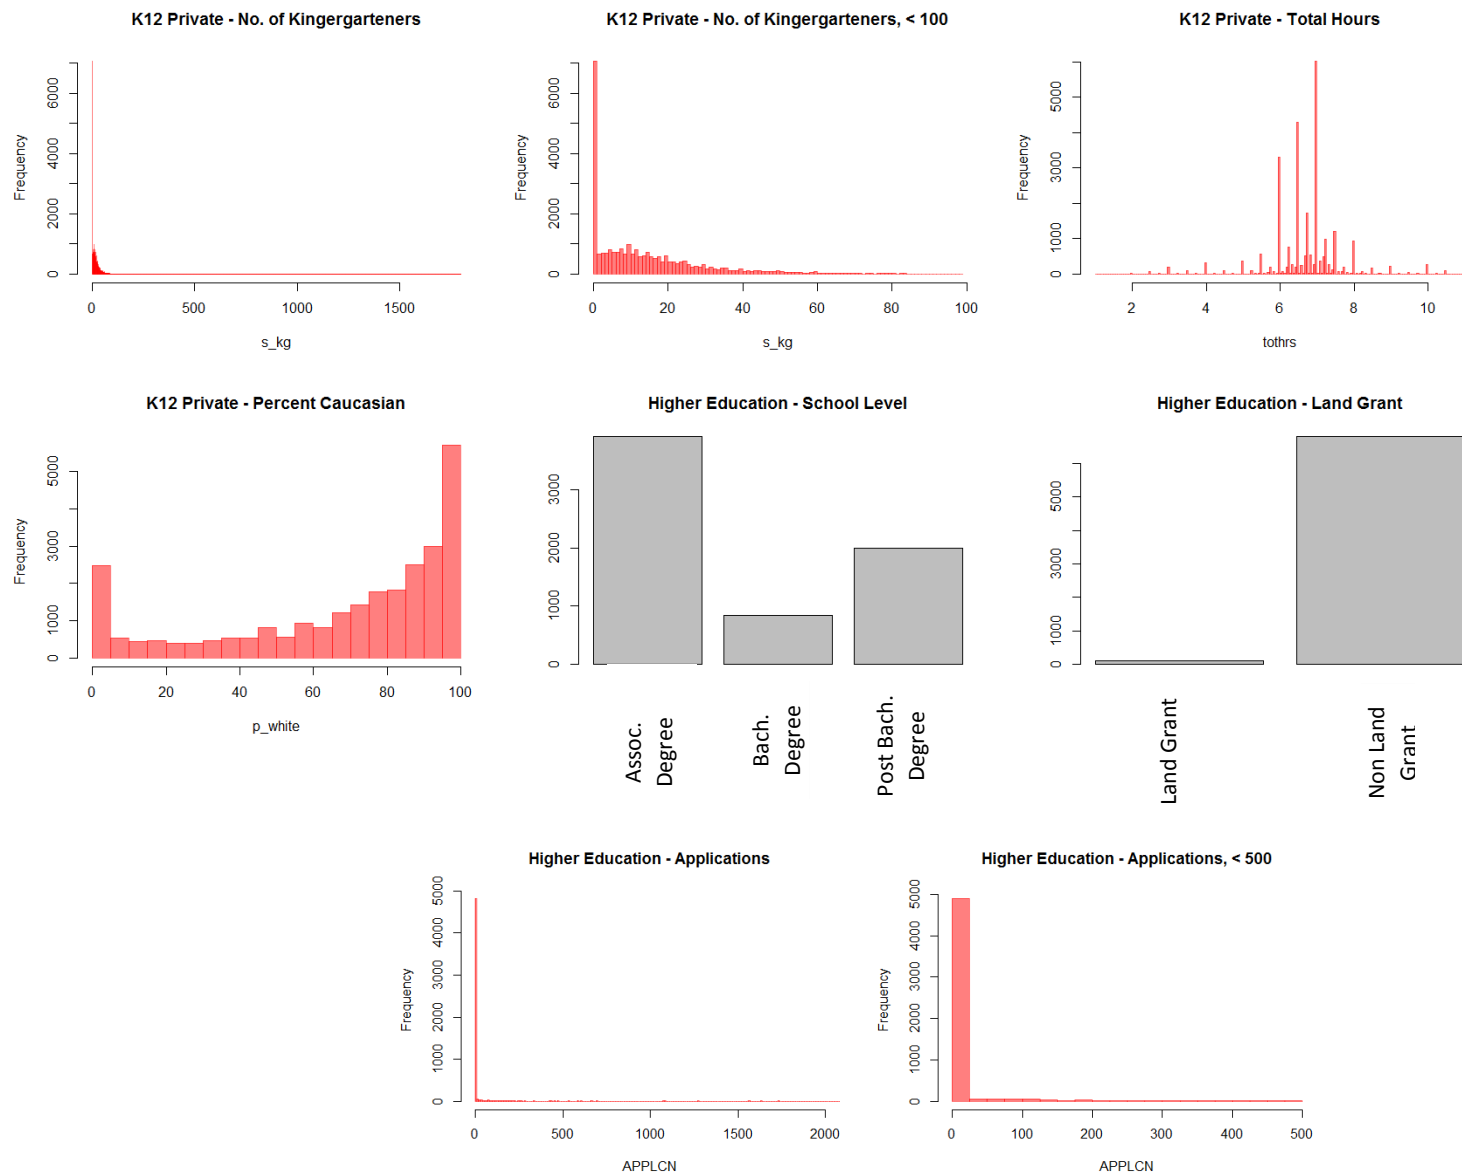 K12 Private - No. of Kingergarteners
Frequency
0 2000 4000 6000
0 500 1000 1500
s_kg
K12 Private - No. of Kingergarteners, < 100
Frequency
0 2000 4000 6000
0 20 40 60 80 100
s_kg
K12 Private - Total Hours
Frequency
0 1000 3000 5000
2 4 6 8 10
tothrs
K12 Private - Percent Caucasian
Frequency
0 1000 3000 5000
0 20 40 60 80 100
p_white
Higher Education - School Level
0 1000 2000 3000
Assoc.
Degree
Bach.
Degree
Post Bach.
Degree
Higher Education - Land Grant
0 1000 3000 5000
Land Grant
Non Land
Grant
Higher Education - Applications
Frequency
0 1000 2000 3000 4000 5000
0 500 1000 1500 2000
APPLCN
Higher Education - Applications, < 500
Frequency
0 1000 2000 3000 4000 5000
0 100 200 300 400 500
APPLCN